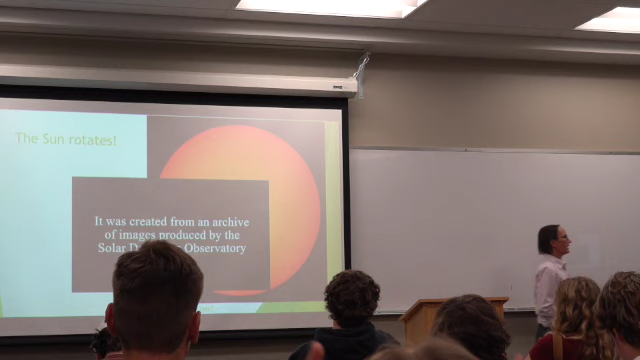 The Sun rotates!
It was created from an archive
of images produced by the
Solar Observatory